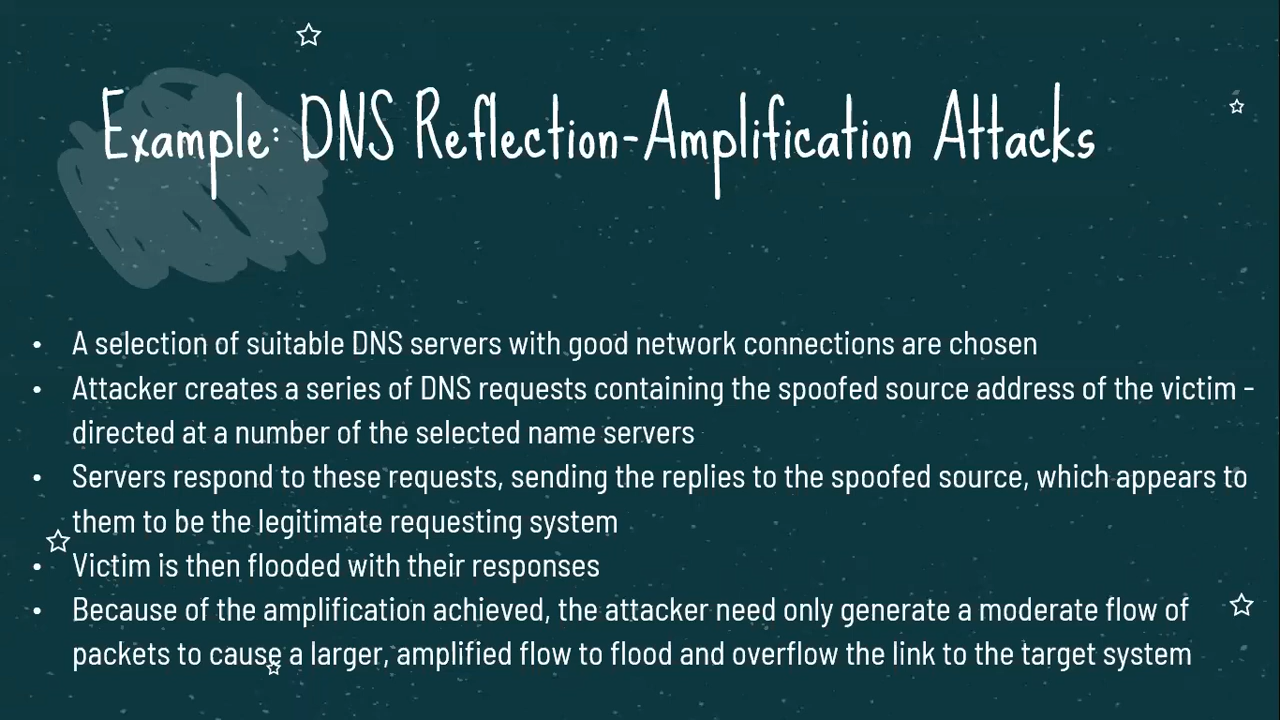 Example: DNS Reflection-Amplification Attacks
• A selection of suitable DNS servers with good network connections are chosen
• Attacker creates a series of DNS requests containing the spoofed source address of the victim -
directed at a number of the selected name servers
• Servers respond to these requests, sending the replies to the spoofed source, which appears to
them to be the legitimate requesting system
• Victim is then flooded with their responses
• Because of the amplification achieved, the attacker need only generate a moderate flow of
packets to cause a larger, amplified flow to flood and overflow the link to the target system